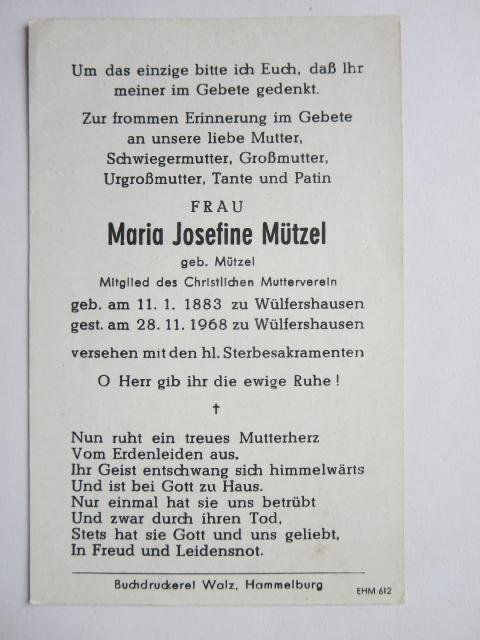 Um das einzige bitte ich Euch, daß Ihr
meiner im Gebete gedenkt.
Zur frommen Erinnerung im Gebete
an unsere liebe Mutter,
Schwiegermutter, Großmutter,
Urgroßmutter, Tante und Patin
FRAU
Maria Josefine Mützel
geb. Mützel
Mitglied des Christlichen Mutterverein
geb. am 11. 1. 1883 zu Wülfershausen
gest. am 28. 11. 1968 zu Wülfershausen
versehen mit den hl. Sterbesakramenten
O Herr gib ihr die ewige Ruhe !
†
Nun ruht ein treues Mutterherz
Vom Erdenleiden aus.
Ihr Geist entschwang sich himmelwärts
Und ist bei Gott zu Haus.
Nur einmal hat sie uns betrübt
Und zwar durch ihren Tod,
Stets hat sie Gott und uns geliebt,
In Freud und Leidensnot.
Buchdruckerei Walz, Hammelburg
EHM 612